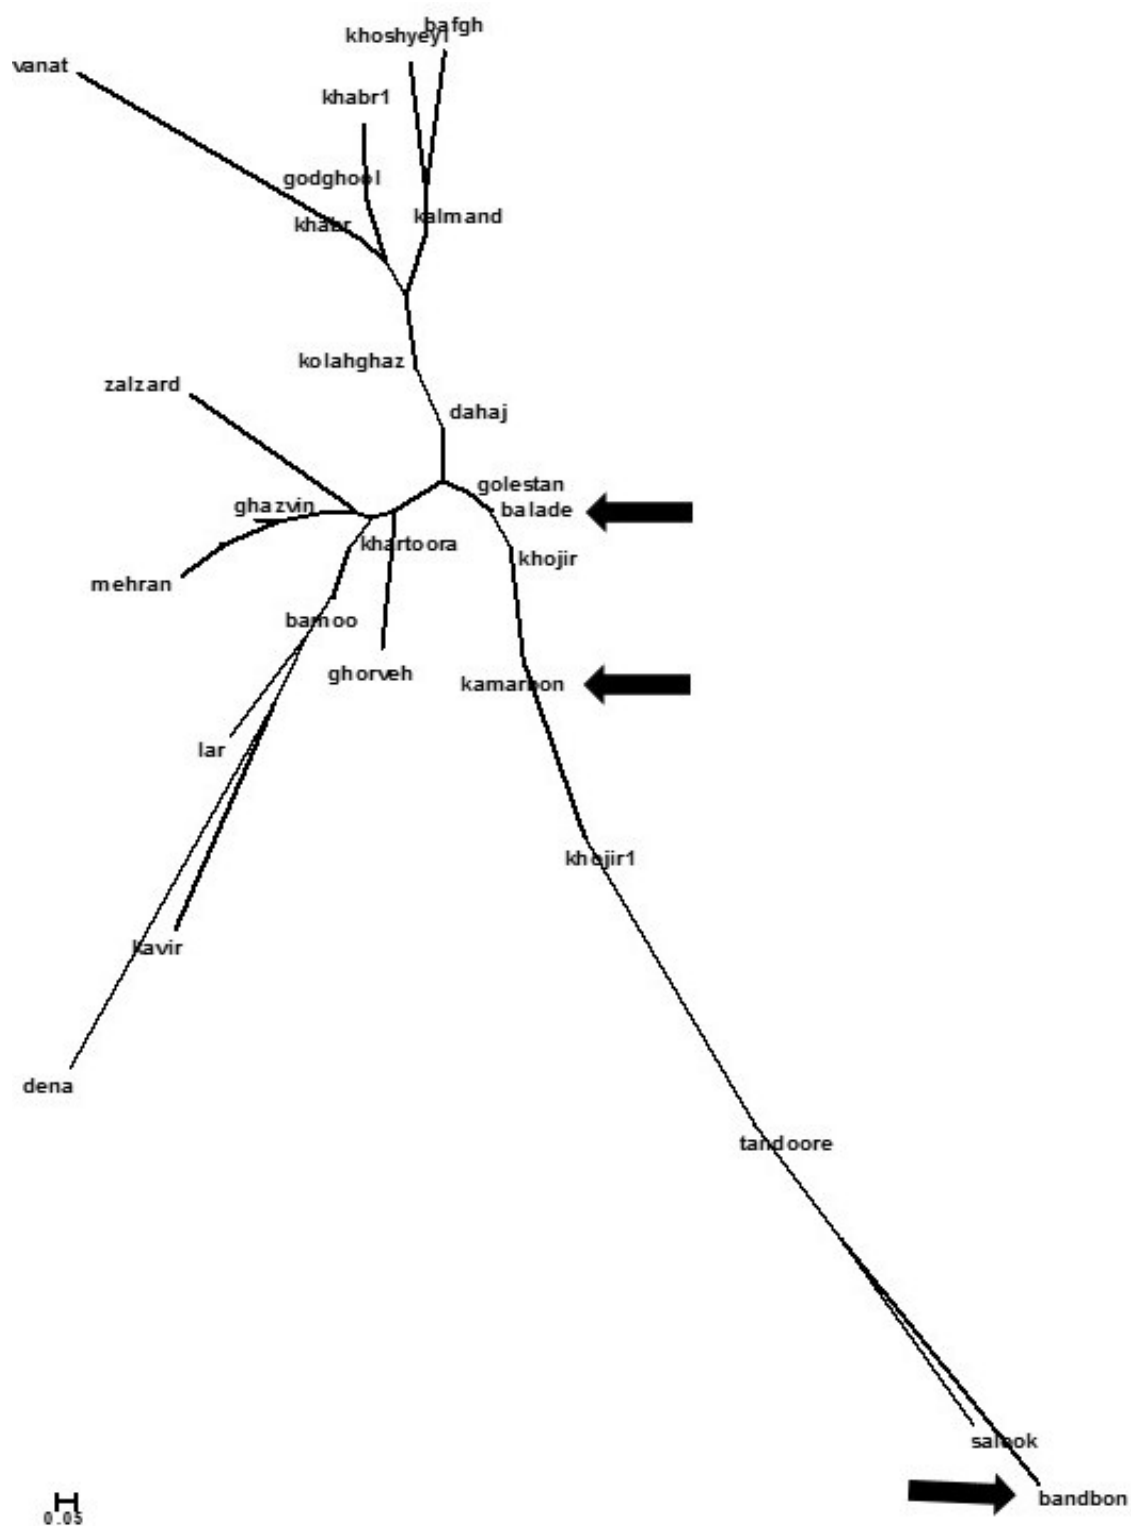 bafgh
khoshyeyl
vanat
khabr1
godghool
kalmand
khabr
kolahghaz
zalzard
dahaj
golestan
ghazvin
balade
khartoora
khojir
mehran
bamoo
ghorveh
kamarbon
lar
khojir1
kavir
dena
tandoore
salook
bandbon
0.05